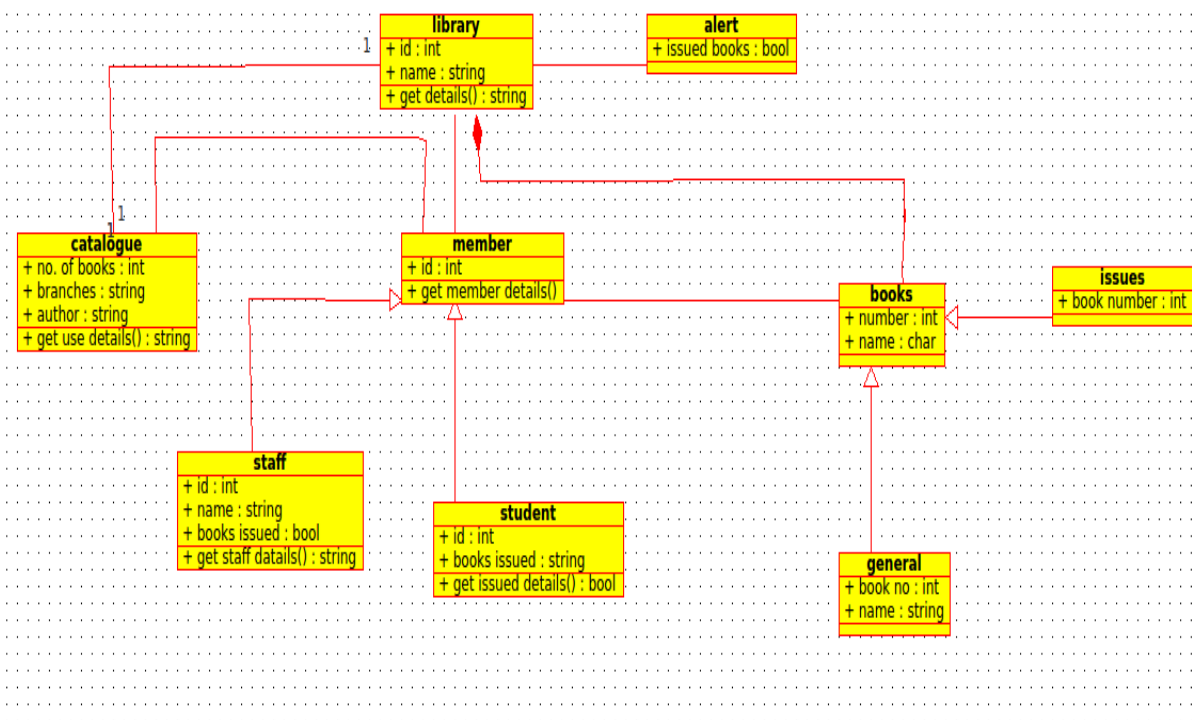 library
+ id : int
+ name : string
+ get details() : string
alert
+ issued books : bool
1
1
1
catalogue
+ no. of books : int
+ branches : string
+ author : string
+ get use details() : string
member
+ id : int
+ get member details()
books
+ number : int
+ name : char
issues
+ book number : int
staff
+ id : int
+ name : string
+ books issued : bool
+ get staff datails() : string
student
+ id : int
+ books issued : string
+ get issued details() : bool
general
+ book no : int
+ name : string